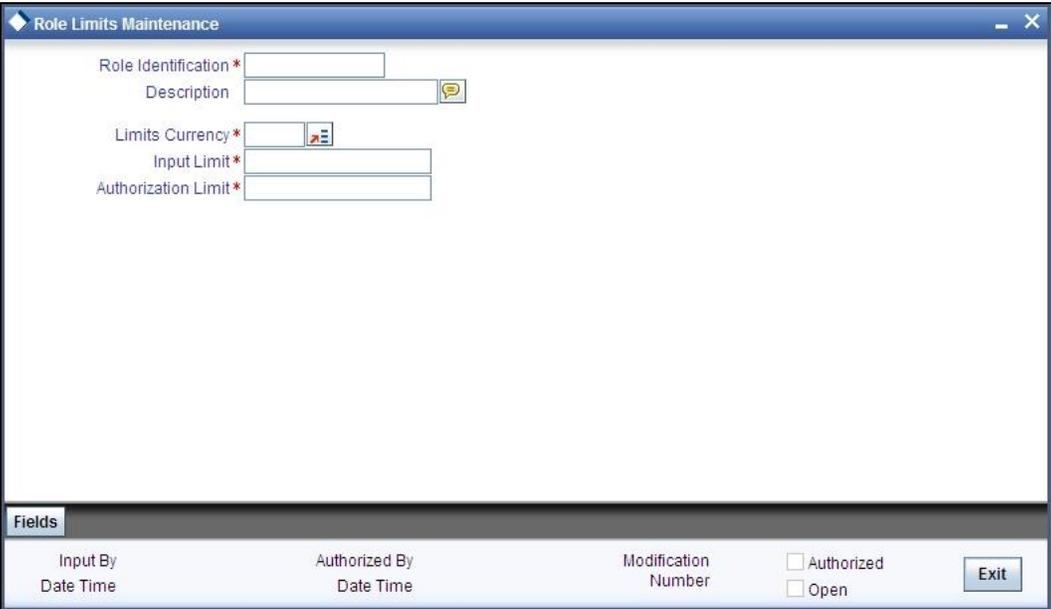 Role Limits Maintenance
Role Identification *
Description
Limits Currency *
Input Limit *
Authorization Limit *
Fields
Input By
Date Time
Authorized By
Date Time
Modification
Number
Authorized
Open
Exit